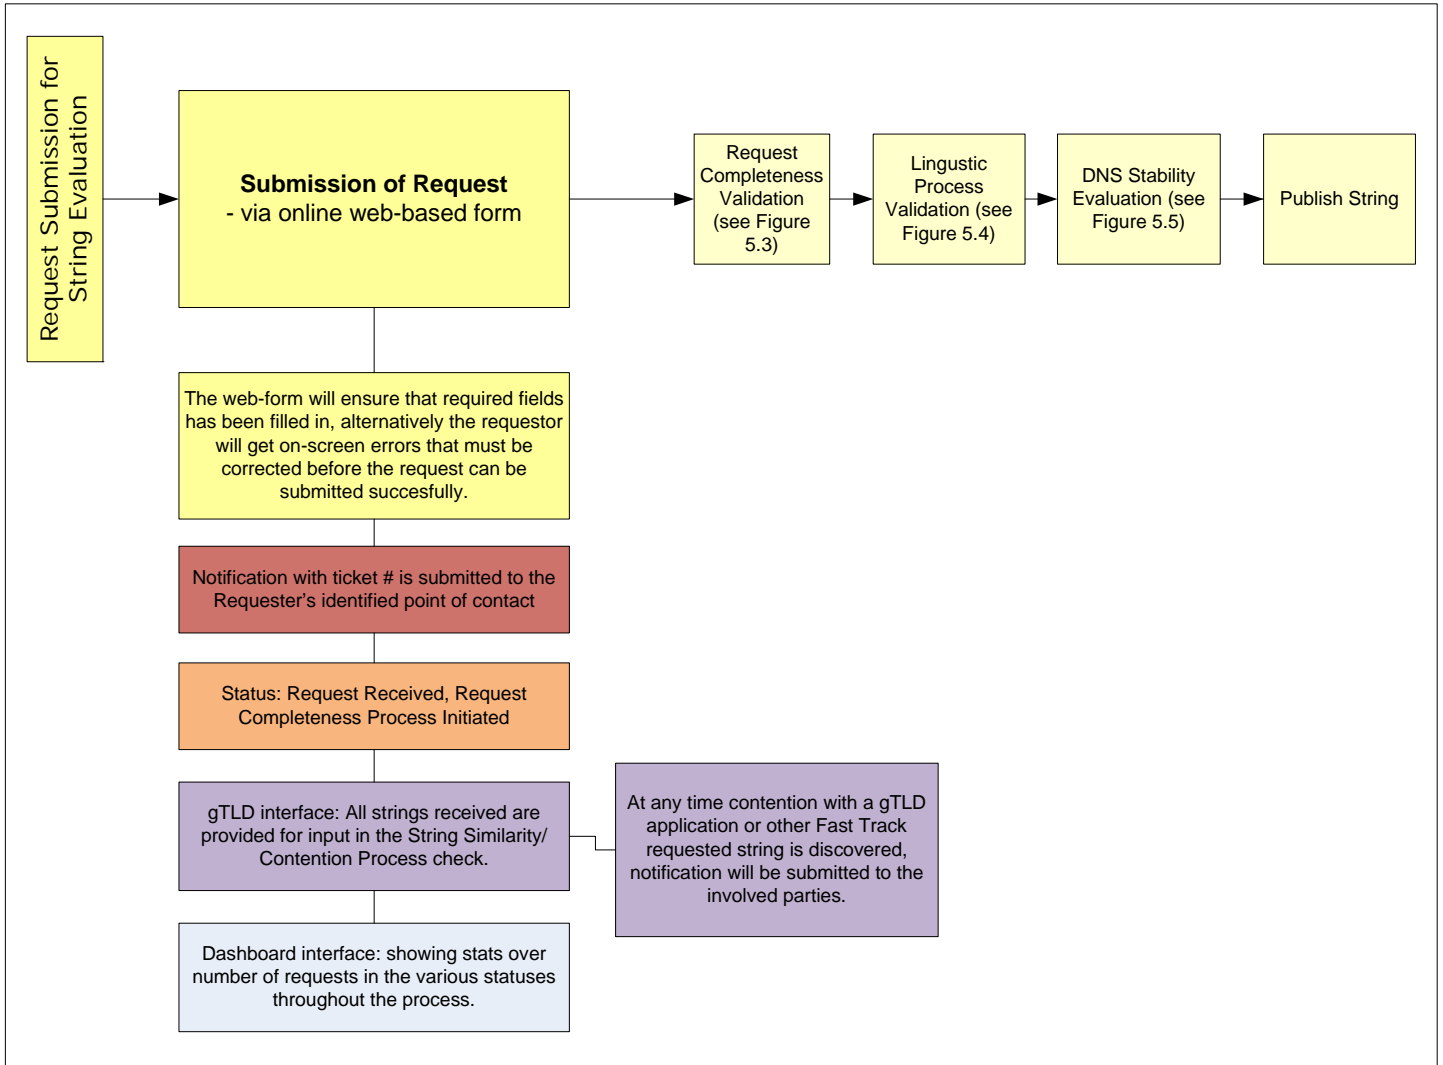 Request Submission for
String Evaluation
Submission of Request
- via online web-based form
Request
Completeness
Validation
(see Figure
5.3)
Lingustic
Process
Validation (see
Figure 5.4)
DNS Stability
Evaluation (see
Figure 5.5)
Publish String
The web-form will ensure that required fields
has been filled in, alternatively the requestor
will get on-screen errors that must be
corrected before the request can be
submitted succesfully.
Notification with ticket # is submitted to the
Requester’s identified point of contact
Status: Request Received, Request
Completeness Process Initiated
gTLD interface: All strings received are
provided for input in the String Similarity/
Contention Process check.
At any time contention with a gTLD
application or other Fast Track
requested string is discovered,
notification will be submitted to the
involved parties.
Dashboard interface: showing stats over
number of requests in the various statuses
throughout the process.